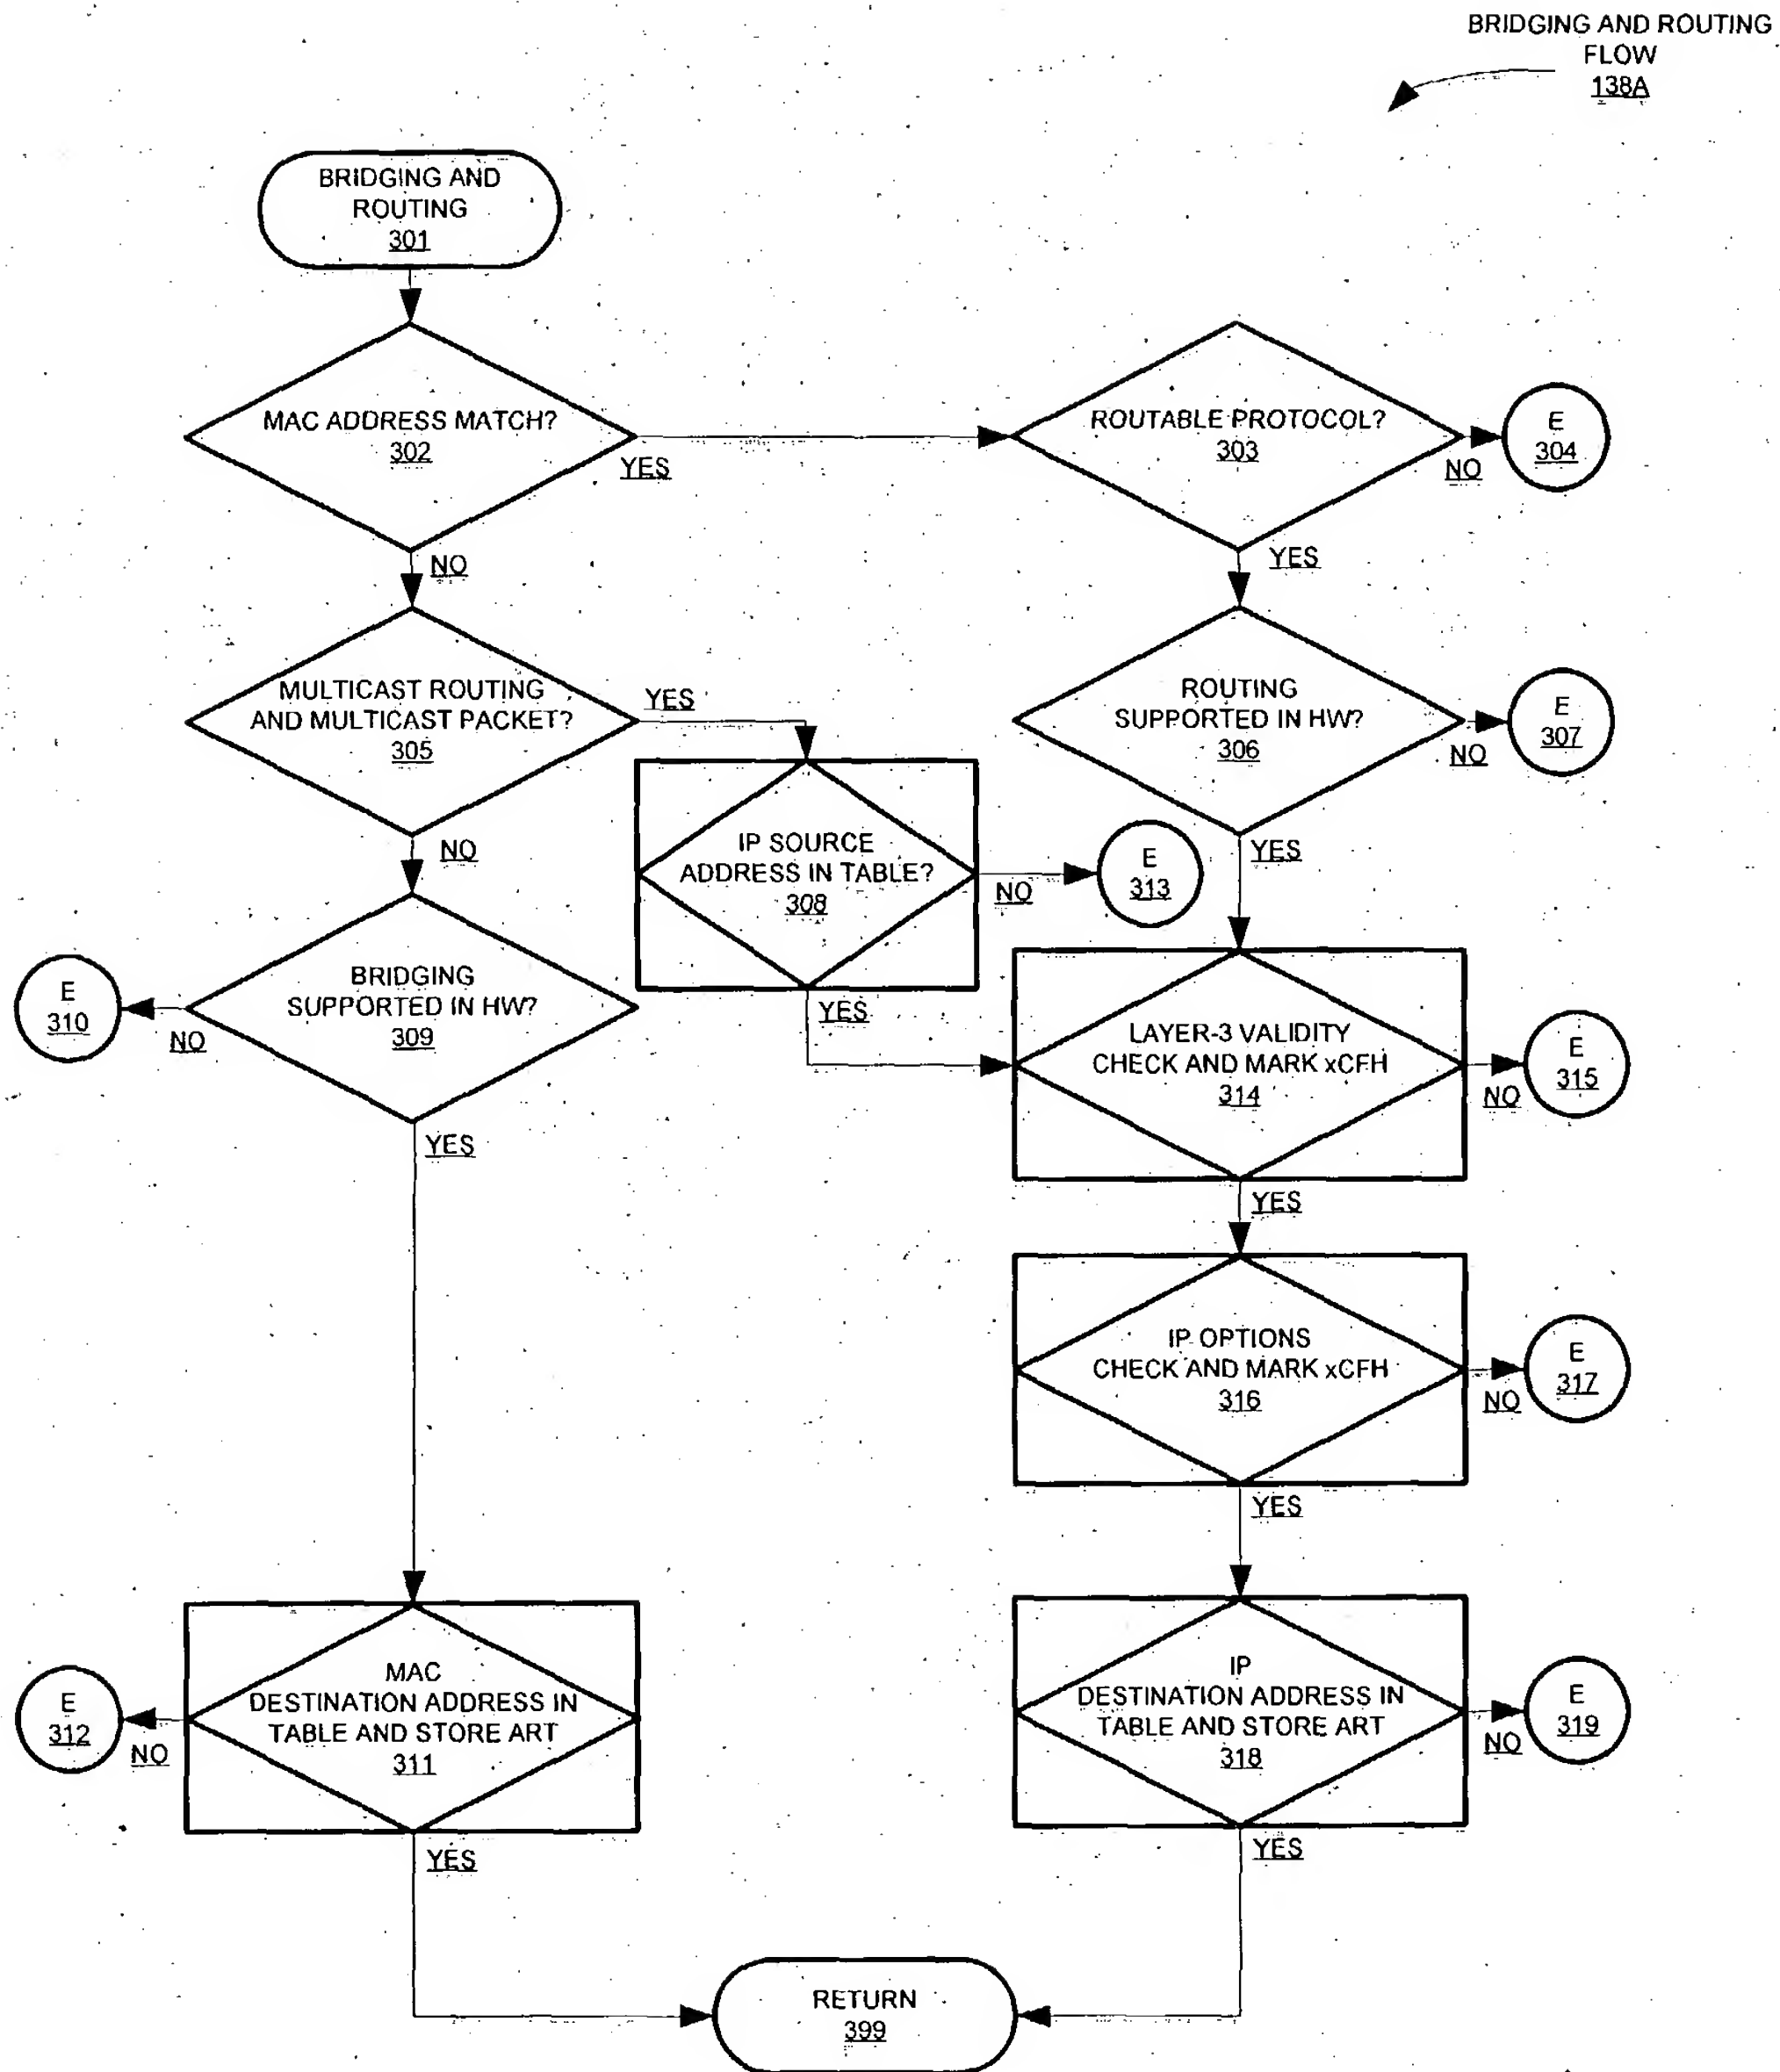 BRIDGING AND ROUTING
FLOW
138A
BRIDGING AND
ROUTING
301
MAC ADDRESS MATCH?
302
YES
NO
ROUTABLE PROTOCOL?
303
NO
YES
E
304
MULTICAST ROUTING
AND MULTICAST PACKET?
305
YES
NO
ROUTING
SUPPORTED IN HW?
306
NO
YES
E
307
IP SOURCE
ADDRESS IN TABLE?
308
NO
YES
E
313
BRIDGING
SUPPORTED IN HW?
309
NO
YES
E
310
LAYER-3 VALIDITY
CHECK AND MARK xCFH
314
NO
YES
E
315
IP OPTIONS
CHECK AND MARK xCFH
316
NO
YES
E
317
MAC
DESTINATION ADDRESS IN
TABLE AND STORE ART
311
NO
YES
E
312
IP
DESTINATION ADDRESS IN
TABLE AND STORE ART
318
NO
YES
E
319
RETURN
399